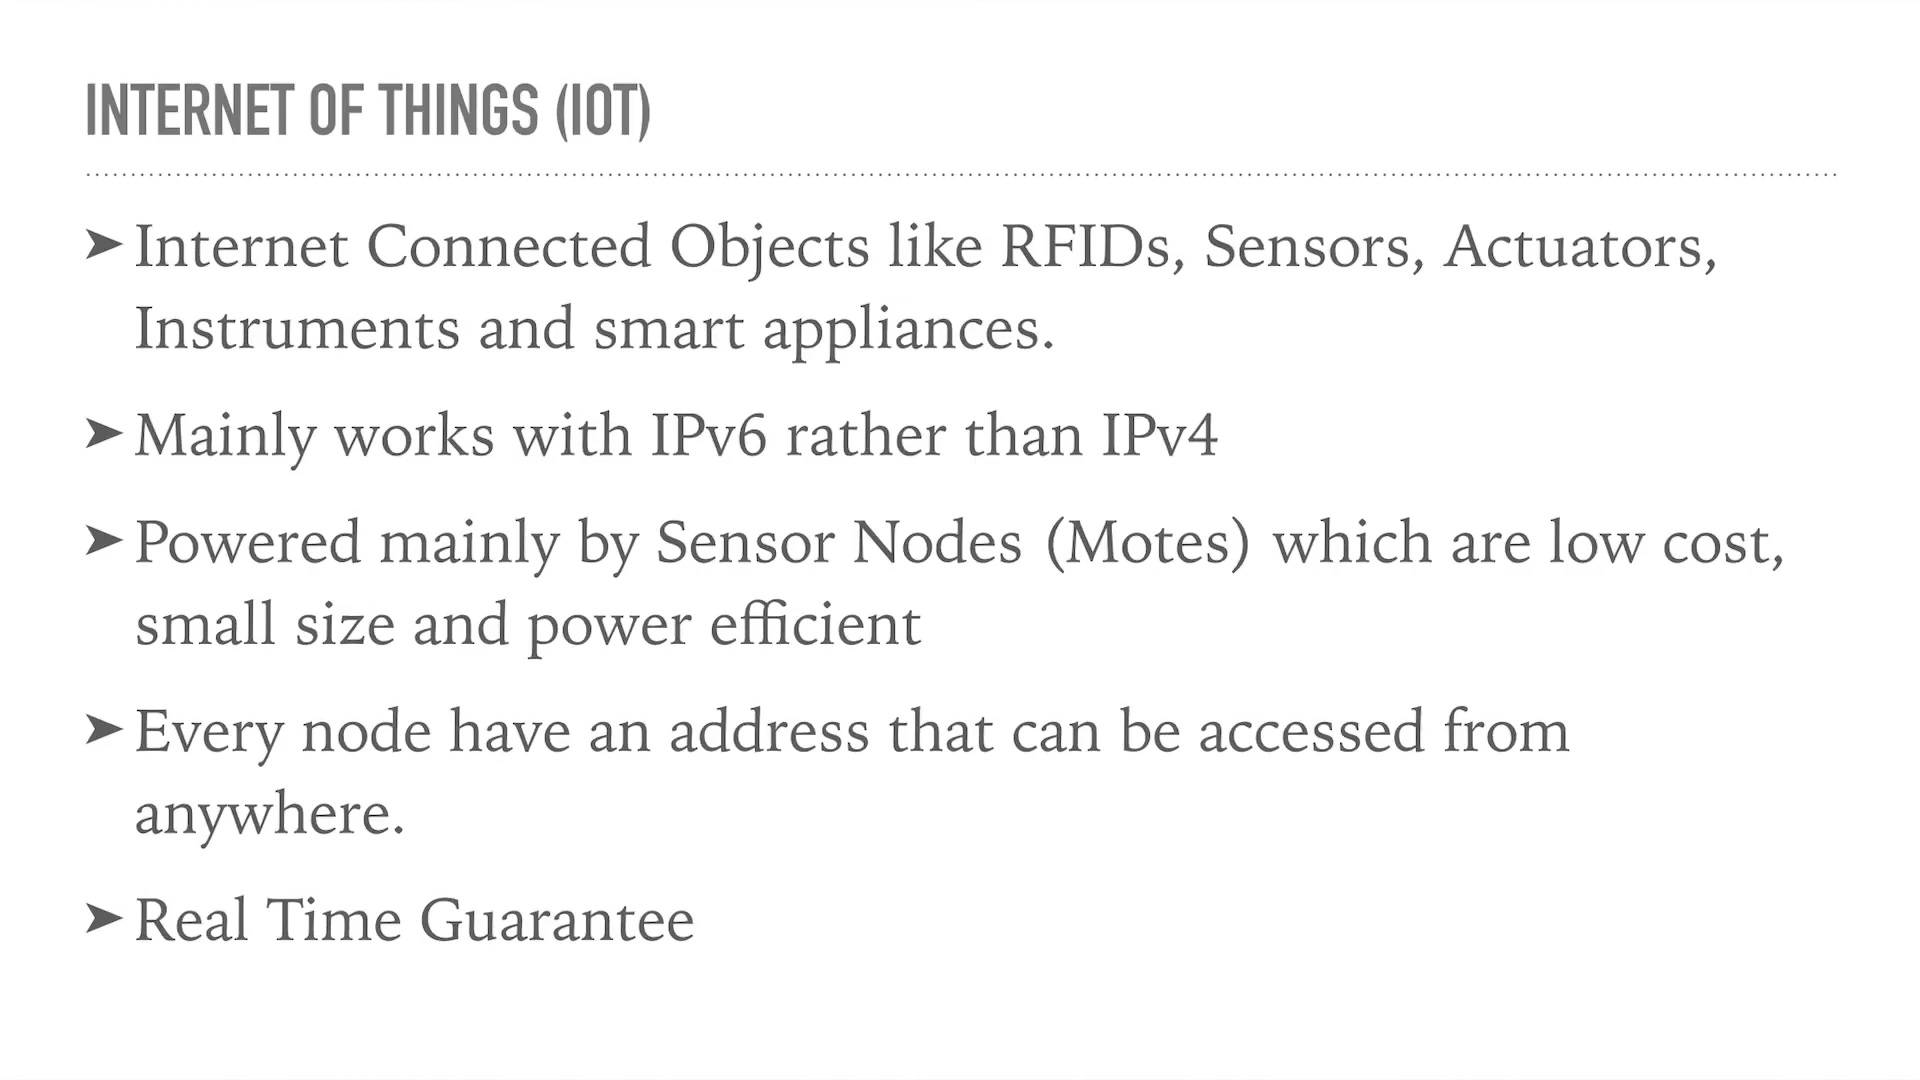 INTERNET OF THINGS (IOT)
➤ Internet Connected Objects like RFIDs, Sensors, Actuators,
Instruments and smart appliances.
➤ Mainly works with IPv6 rather than IPv4
➤ Powered mainly by Sensor Nodes (Motes) which are low cost,
small size and power efficient
➤ Every node have an address that can be accessed from
anywhere.
➤ Real Time Guarantee